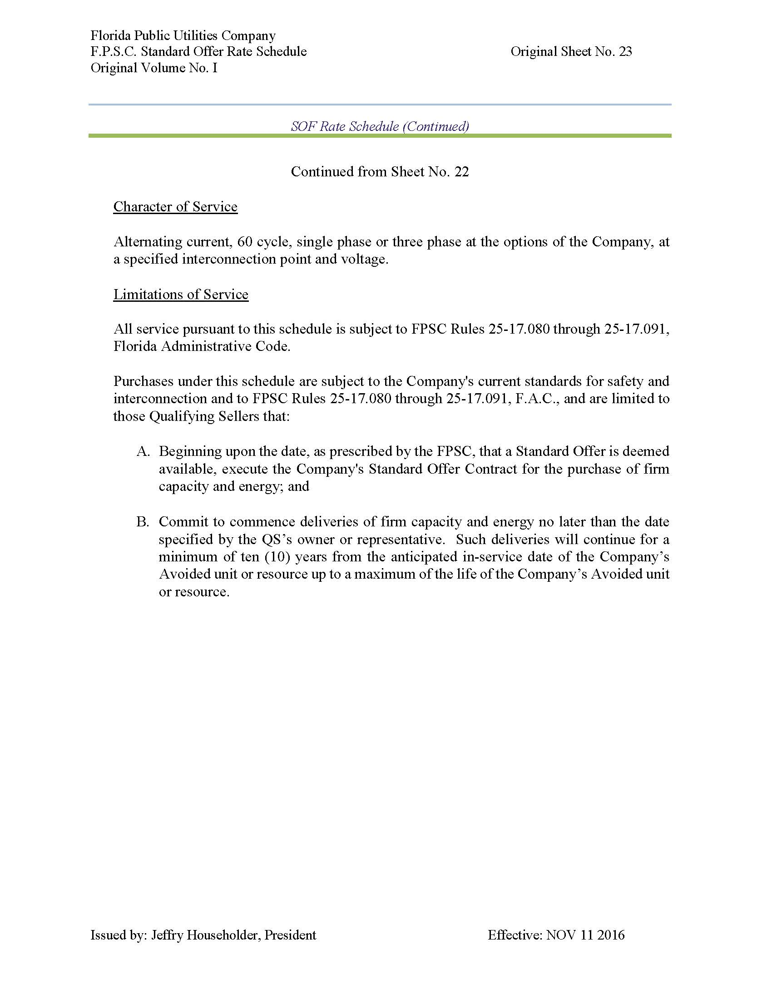 Florida Public Utilities Company
F.P.S.C. Standard Offer Rate Schedule Original Sheet No. 23
Original Volume No. I
SOF Rate Schedule (Continued)
Continued from Sheet No. 22
Character of Service
Alternating current, 60 cycle, single phase or three phase at the options of the Company, at
a specified interconnection point and voltage.
Limitations of Service
All service pursuant to this schedule is subject to FPSC Rules 25-17.080 through 25-17.091,
Florida Administrative Code.
Purchases under this schedule are subject to the Company's current standards for safety and
interconnection and to FPSC Rules 25-17.080 through 25-17.091, F.A.C., and are limited to
those Qualifying Sellers that:
A. Beginning upon the date, as prescribed by the FPSC, that a Standard Offer is deemed
available, execute the Company's Standard Offer Contract for the purchase of firm
capacity and energy; and
B. Commit to commence deliveries of firm capacity and energy no later than the date
specified by the QS’s owner or representative. Such deliveries will continue for a
minimum of ten (10) years from the anticipated in-service date of the Company’s
Avoided unit or resource up to a maximum of the life of the Company’s Avoided unit
or resource.
Issued by: Jeffry Householder, President Effective: NOV 11 2016